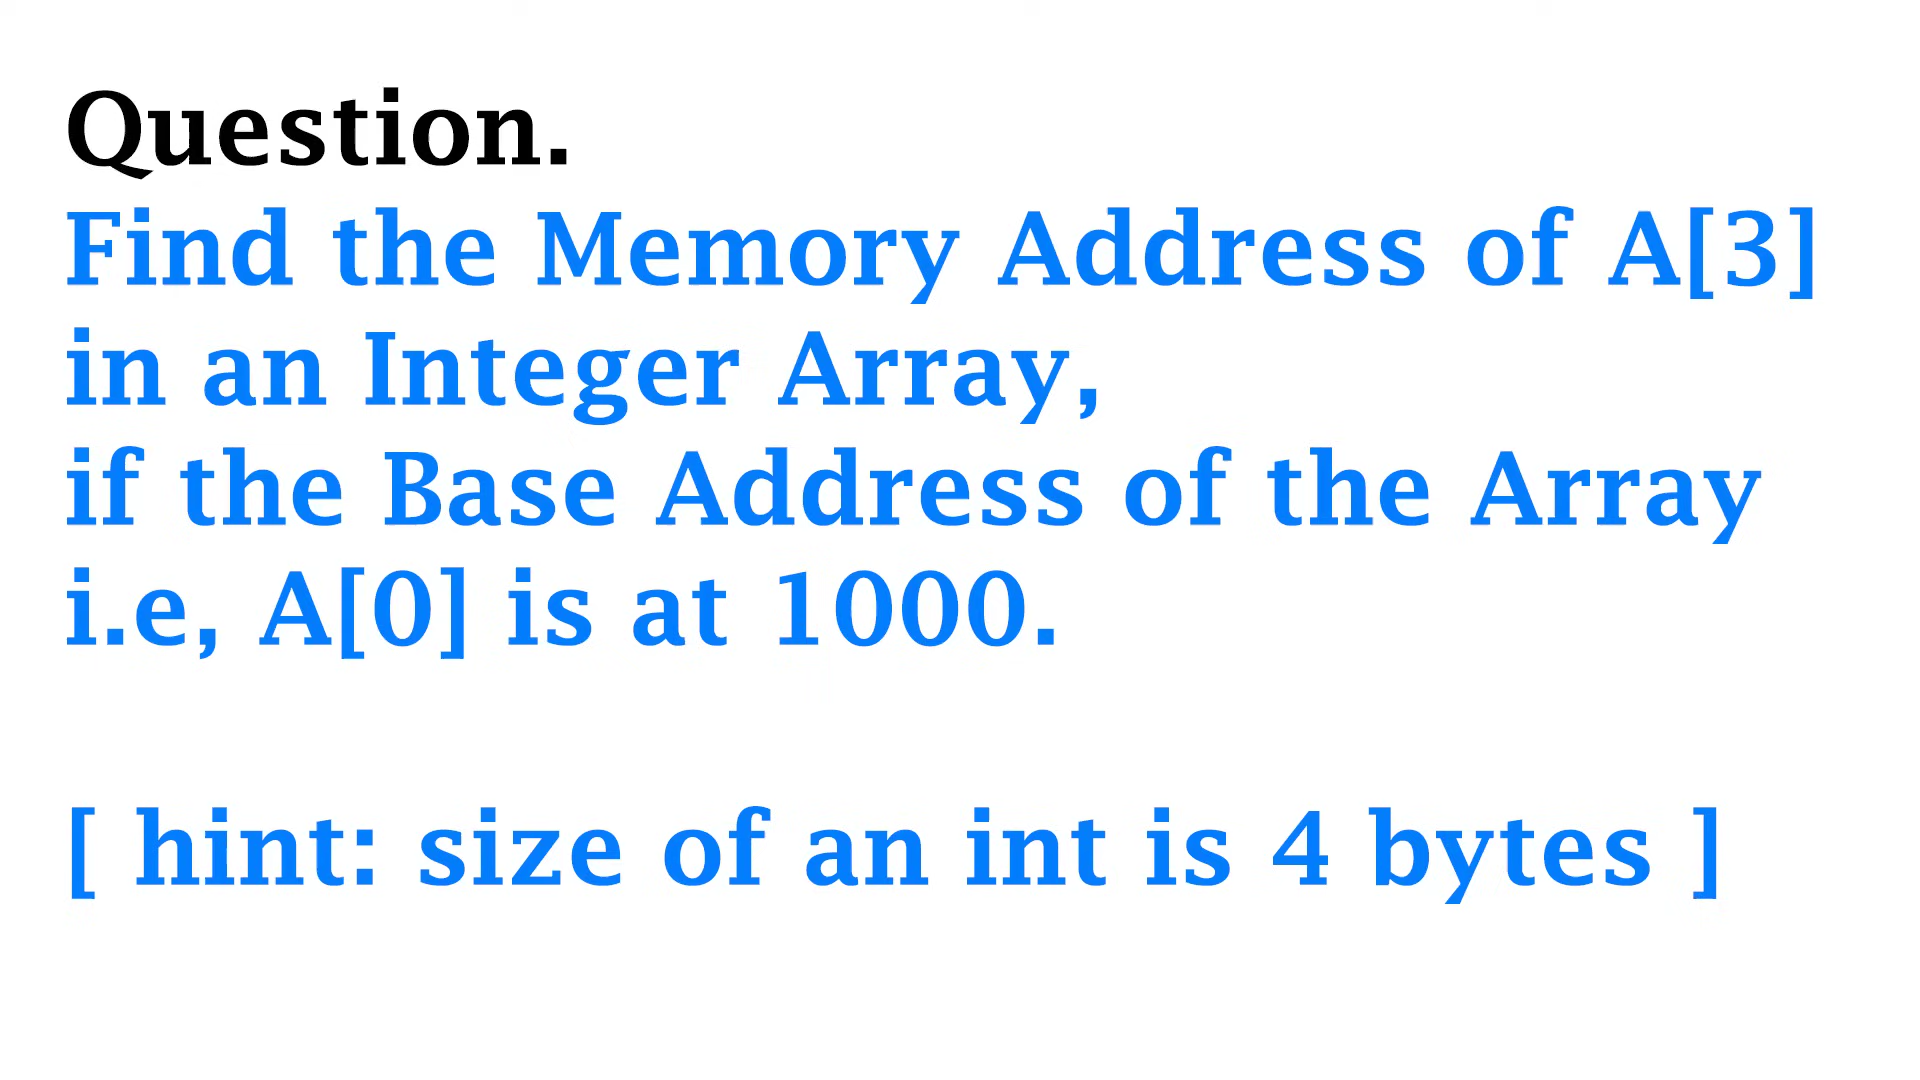 Question.
Find the Memory Address of A[3]
in an Integer Array,
if the Base Address of the Array
i.e, A[0] is at 1000.
[ hint: size of an int is 4 bytes ]